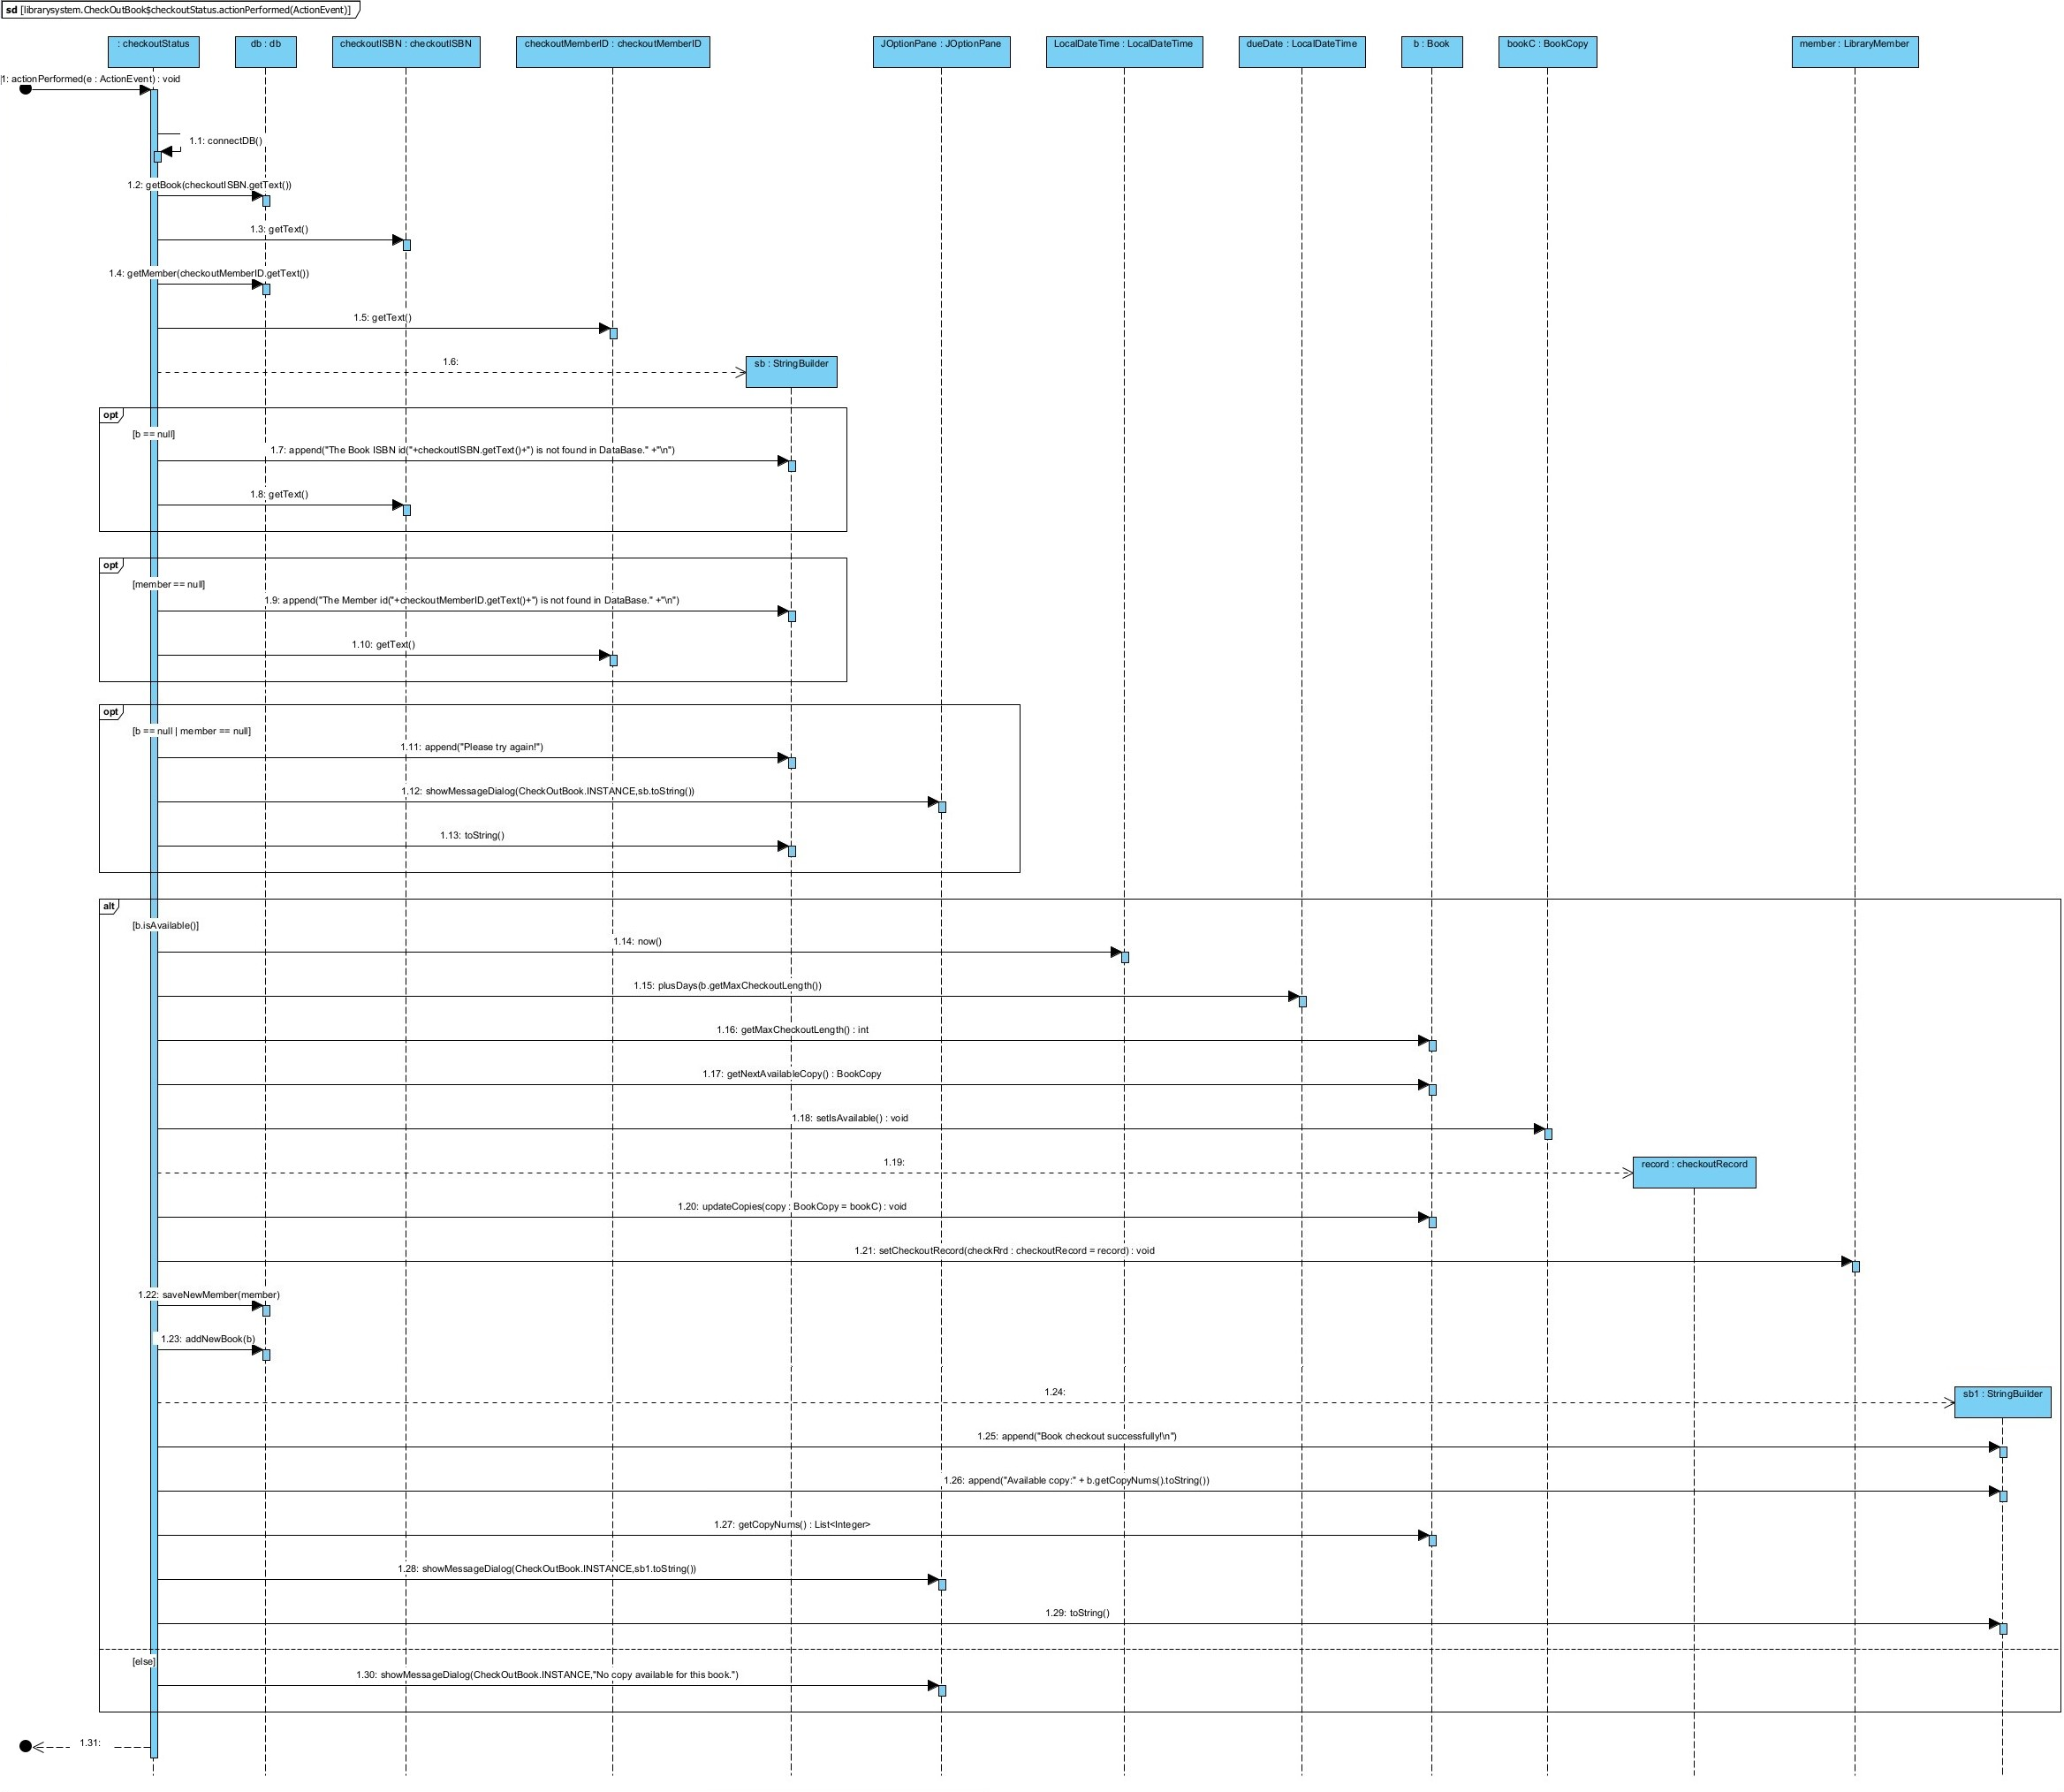 sd [librarysystem.CheckOutBook$checkoutStatus.actionPerformed(ActionEvent)]
: checkoutStatus
db : db
checkoutISBN : checkoutISBN
checkoutMemberID : checkoutMemberID
JOptionPane : JOptionPane
LocalDateTime : LocalDateTime
dueDate : LocalDateTime
b : Book
bookC : BookCopy
member : LibraryMember
1: actionPerformed(e : ActionEvent) : void
1.1: connectDB()
1.2: getBook(checkoutISBN.getText())
1.3: getText()
1.4: getMember(checkoutMemberID.getText())
1.5: getText()
1.6:
sb : StringBuilder
opt
[b == null]
1.7: append("The Book ISBN id("+checkoutISBN.getText()+") is not found in DataBase." +"\n")
1.8: getText()
opt
[member == null]
1.9: append("The Member id("+checkoutMemberID.getText()+") is not found in DataBase." +"\n")
1.10: getText()
opt
[b == null | member == null]
1.11: append("Please try again!")
1.12: showMessageDialog(CheckOutBook.INSTANCE,sb.toString())
1.13: toString()
alt
[b.isAvailable()]
1.14: now()
1.15: plusDays(b.getMaxCheckoutLength())
1.16: getMaxCheckoutLength() : int
1.17: getNextAvailableCopy() : BookCopy
1.18: setIsAvailable() : void
1.19:
record : checkoutRecord
1.20: updateCopies(copy : BookCopy = bookC) : void
1.21: setCheckoutRecord(checkRrd : checkoutRecord = record) : void
1.22: saveNewMember(member)
1.23: addNewBook(b)
1.24:
sb1 : StringBuilder
1.25: append("Book checkout successfully!\n")
1.26: append("Available copy:" + b.getCopyNums().toString())
1.27: getCopyNums() : List<Integer>
1.28: showMessageDialog(CheckOutBook.INSTANCE,sb1.toString())
1.29: toString()
[else]
1.30: showMessageDialog(CheckOutBook.INSTANCE,"No copy available for this book.")
1.31: